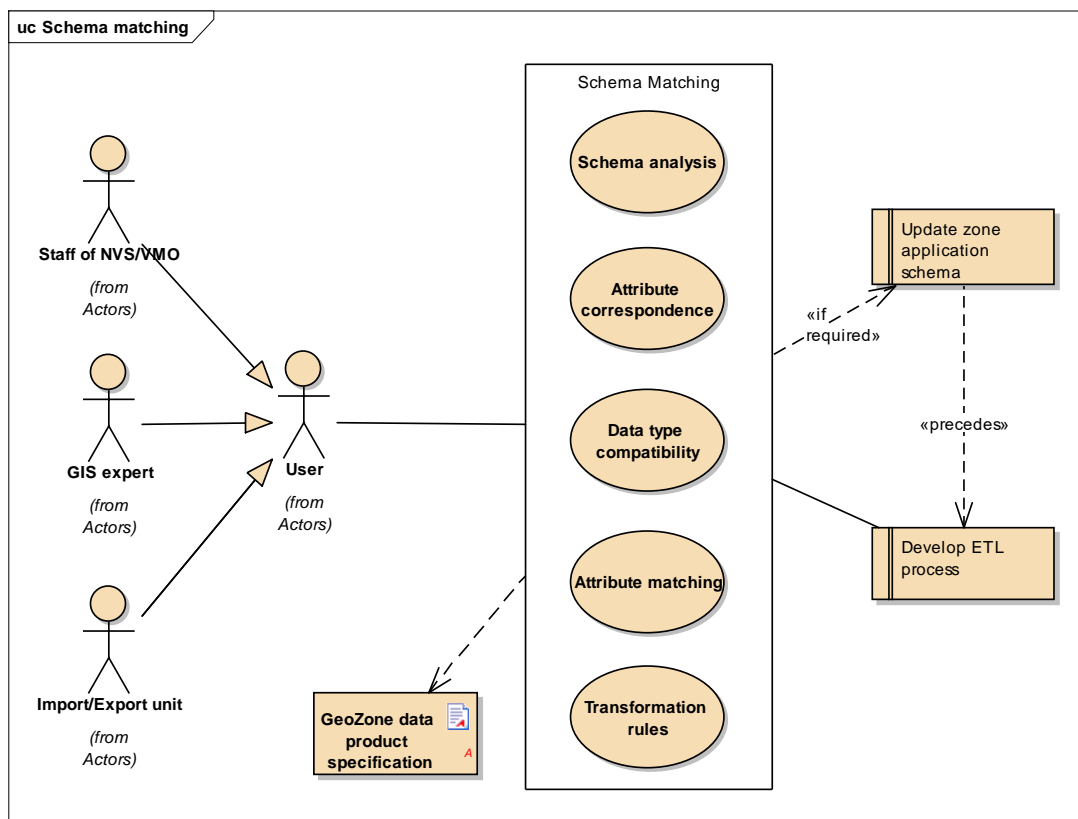 uc Schema matching
Schema Matching
Schema analysis
Attribute
correspondence
Data type
compatibility
Attribute matching
Transformation
rules
Staff of NVS/VMO
(from
Actors)
GIS expert
(from
Actors)
Import/Export unit
(from
Actors)
User
(from
Actors)
GeoZone data
product
specification
A
«if
required»
Update zone
application
schema
«precedes»
Develop ETL
process